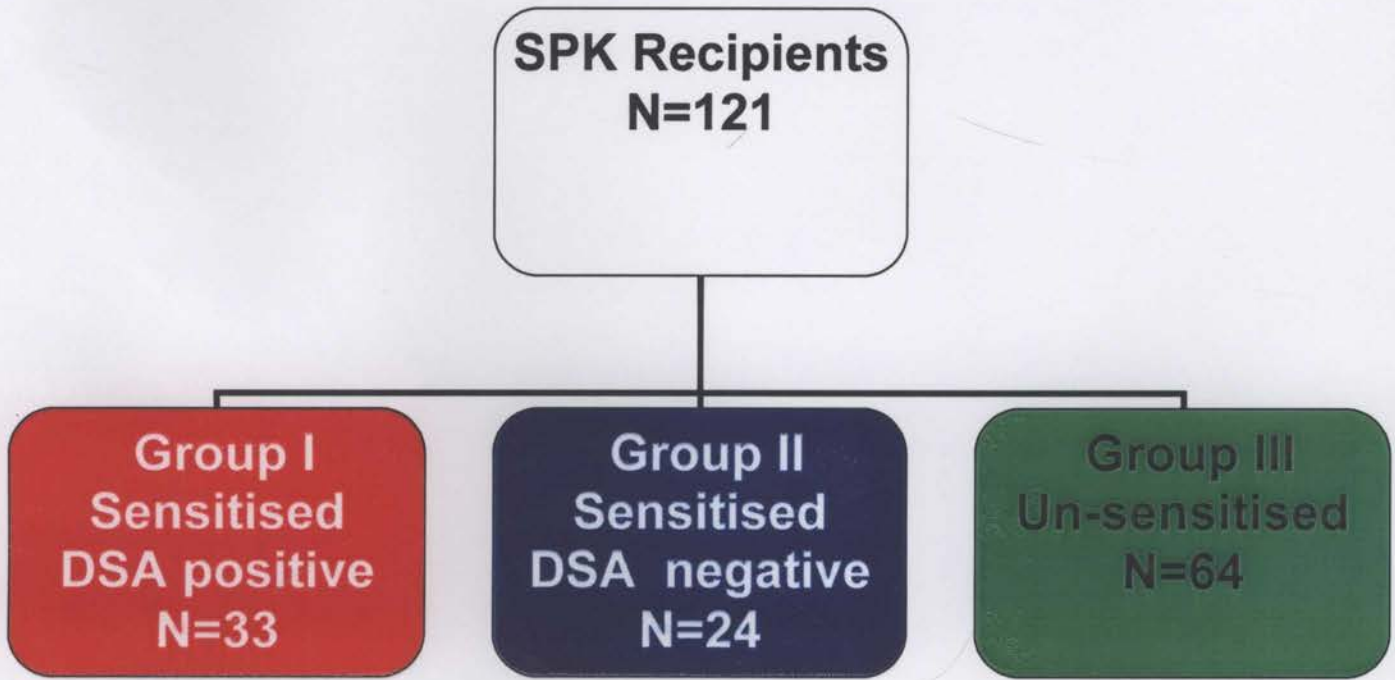 SPK Recipients
N=121
Group I
Sensitised
DSA positive
N=33
Group II
Sensitised
DSA negative
N=24
Group III
Un-sensitised
N=64